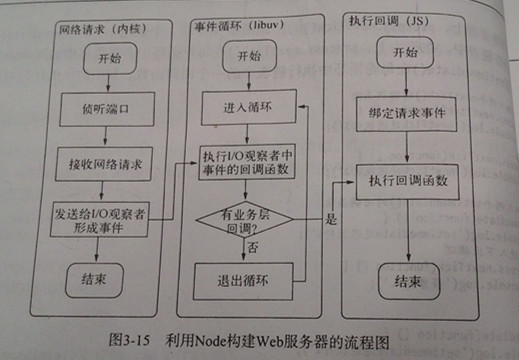 网络请求（内核）
开始
侦听端口
接收网络请求
发送给I/O观察者
形成事件
结束
事件循环（libuv）
开始
进入循环
执行I/O观察者中
事件的回调函数
有业务层
回调?
是
否
退出循环
执行回调（JS）
开始
绑定请求事件
执行回调函数
结束
图3-15 利用Node构建Web服务器的流程图